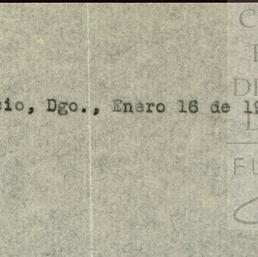 cio, Dgo., Enero 16 de 19